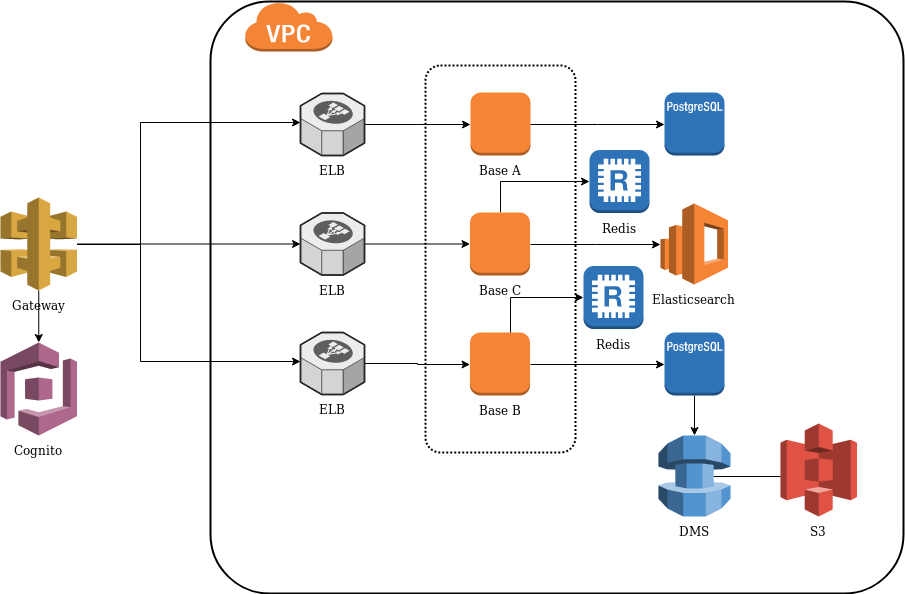 VPC
PostgreSQL
ELB
Base A
R
Redis
ELB
Base C
Elasticsearch
Gateway
R
Redis
PostgreSQL
ELB
Base B
Cognito
DMS
S3